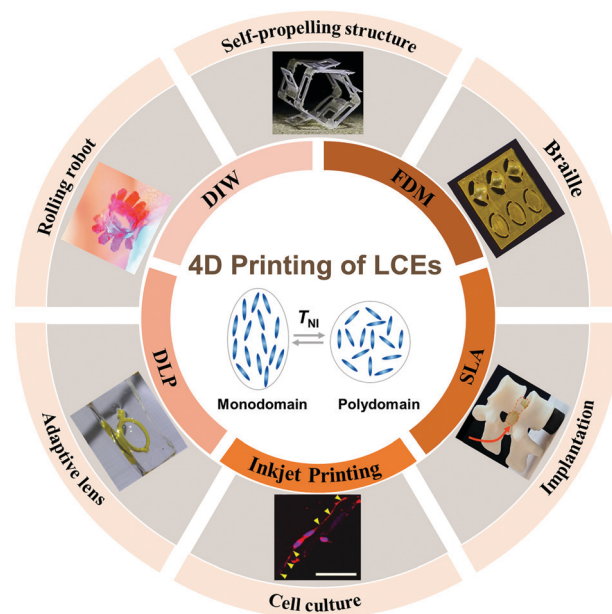 Self-propelling structure
Rolling robot
Braille
DIW
FDM
4D Printing of LCEs
TNI
Monodomain
Polydomain
DLP
SLA
Inkjet Printing
Adaptive lens
Implantation
Cell culture